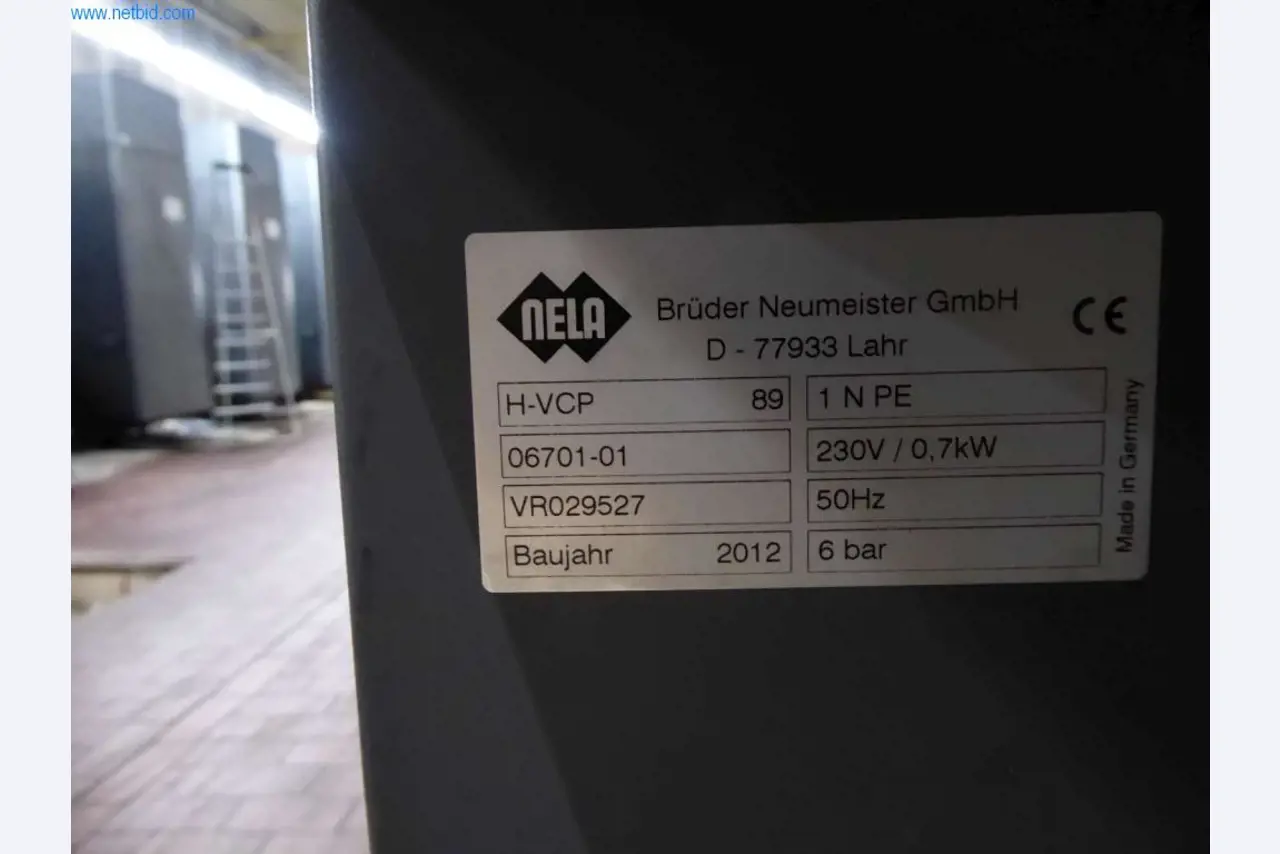 www.netbid.com
NELA
Brüder Neumeister GmbH
D - 77933 Lahr
CE
H-VCP 89
1 N PE
06701-01
230V / 0,7kW
VR029527
50Hz
Baujahr 2012
6 bar
Made in Germany